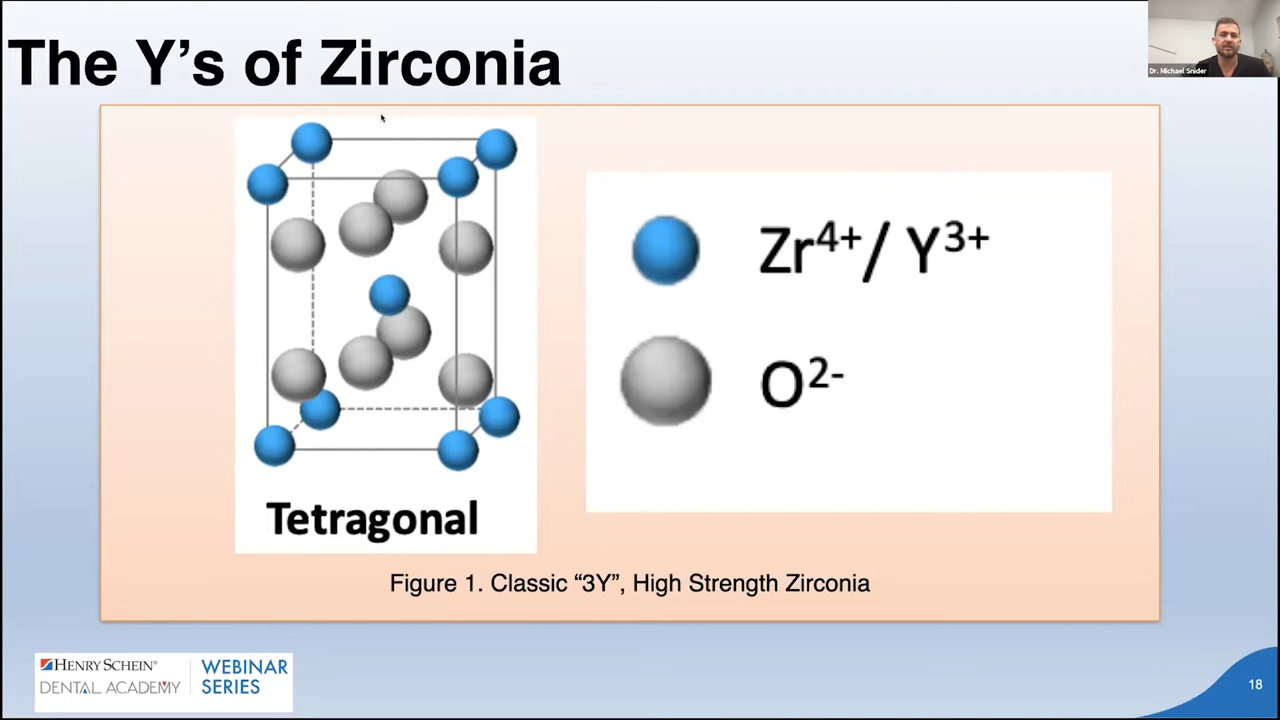 The Y’s of Zirconia
Dr. Michael Snider
Zr4+/ Y3+
O2-
Tetragonal
Figure 1. Classic “3Y”, High Strength Zirconia
HENRY SCHEIN®
DENTAL ACADEMY
WEBINAR
SERIES
18